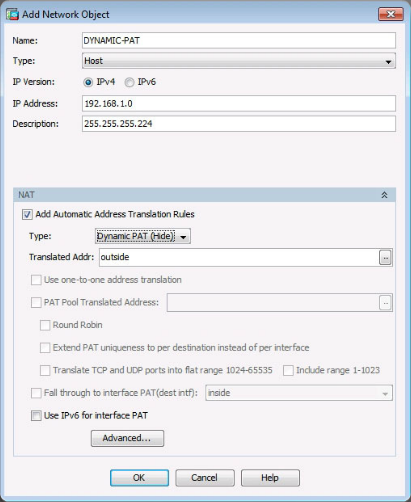 Add Network Object
Name: DYNAMIC-PAT
Type: Host
IP Version: IPv4 IPv6
IP Address: 192.168.1.0
Description: 255.255.255.224
NAT
Add Automatic Address Translation Rules
Type: Dynamic PAT (Hide)
Translated Addr: outside ...
Use one-to-one address translation
PAT Pool Translated Address: ...
Round Robin
Extend PAT uniqueness to per destination instead of per interface
Translate TCP and UDP ports into flat range 1024-65535 Include range 1-1023
Fall through to interface PAT(dest intf): inside
Use IPv6 for interface PAT
Advanced...
OK Cancel Help